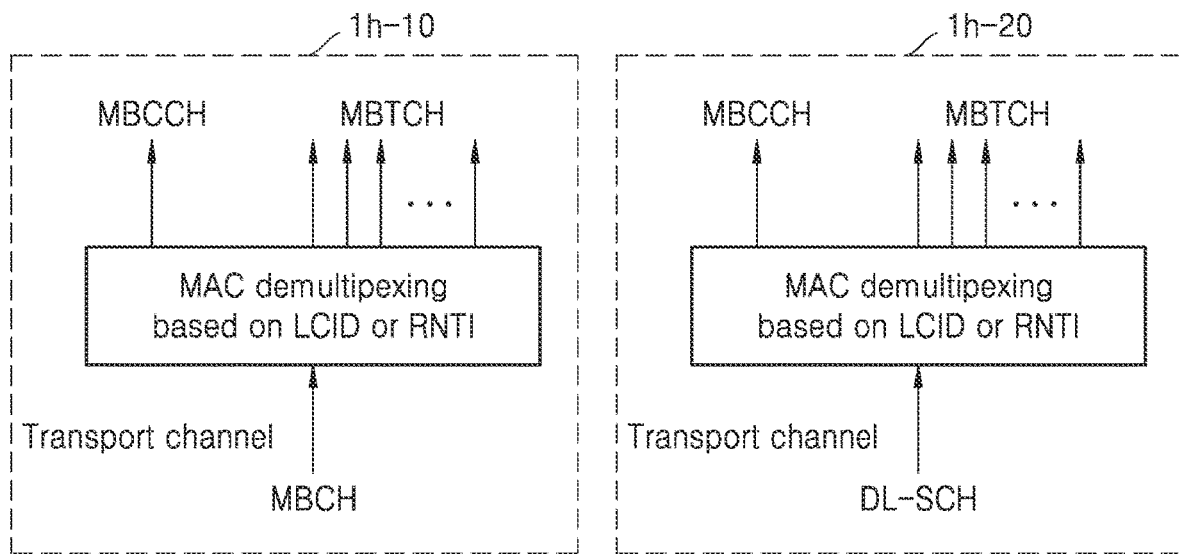 1h-10
MBCCH
MBTCH
...
MAC demultipexing
based on LCID or RNTI
Transport channel
MBCH
1h-20
MBCCH
MBTCH
...
MAC demultipexing
based on LCID or RNTI
Transport channel
DL-SCH